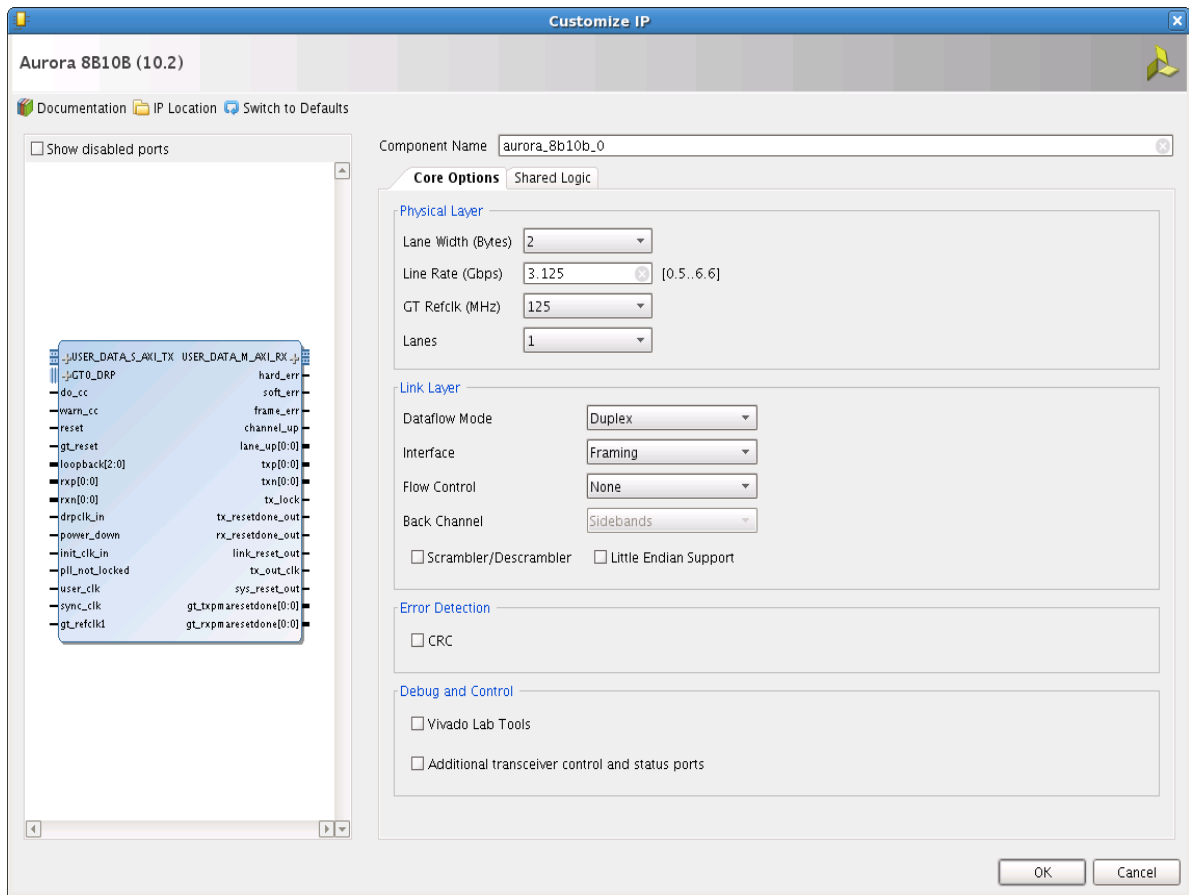 Customize IP
Aurora 8B10B (10.2)
Documentation IP Location Switch to Defaults
Show disabled ports
USER_DATA_S_AXI_TX USER_DATA_M_AXI_RX
GT0_DRP hard_err
do_cc soft_err
warn_cc frame_err
reset channel_up
gt_reset lane_up[0:0]
loopback[2:0] txp[0:0]
rxp[0:0] txn[0:0]
rxn[0:0] tx_lock
drpclk_in tx_resetdone_out
power_down rx_resetdone_out
init_clk_in link_reset_out
pll_not_locked tx_out_clk
user_clk sys_reset_out
sync_clk gt_txpmaresetdone[0:0]
gt_refclk1 gt_rxpmaresetdone[0:0]
Component Name aurora_8b10b_0
Core Options Shared Logic
Physical Layer
Lane Width (Bytes) 2
Line Rate (Gbps) 3.125 [0.5..6.6]
GT Refclk (MHz) 125
Lanes 1
Link Layer
Dataflow Mode Duplex
Interface Framing
Flow Control None
Back Channel Sidebands
Scrambler/Descrambler Little Endian Support
Error Detection
CRC
Debug and Control
Vivado Lab Tools
Additional transceiver control and status ports
OK Cancel